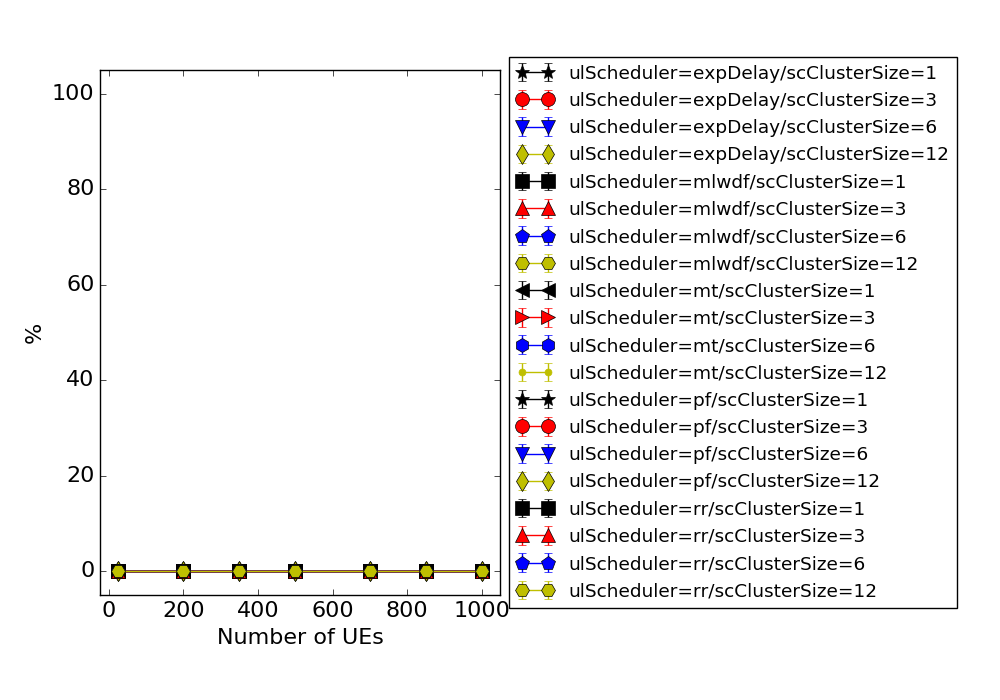 100
80
60
40
20
0
%
0 200 400 600 800 1000
Number of UEs
ulScheduler=expDelay/scClusterSize=1
ulScheduler=expDelay/scClusterSize=3
ulScheduler=expDelay/scClusterSize=6
ulScheduler=expDelay/scClusterSize=12
ulScheduler=mlwdf/scClusterSize=1
ulScheduler=mlwdf/scClusterSize=3
ulScheduler=mlwdf/scClusterSize=6
ulScheduler=mlwdf/scClusterSize=12
ulScheduler=mt/scClusterSize=1
ulScheduler=mt/scClusterSize=3
ulScheduler=mt/scClusterSize=6
ulScheduler=mt/scClusterSize=12
ulScheduler=pf/scClusterSize=1
ulScheduler=pf/scClusterSize=3
ulScheduler=pf/scClusterSize=6
ulScheduler=pf/scClusterSize=12
ulScheduler=rr/scClusterSize=1
ulScheduler=rr/scClusterSize=3
ulScheduler=rr/scClusterSize=6
ulScheduler=rr/scClusterSize=12